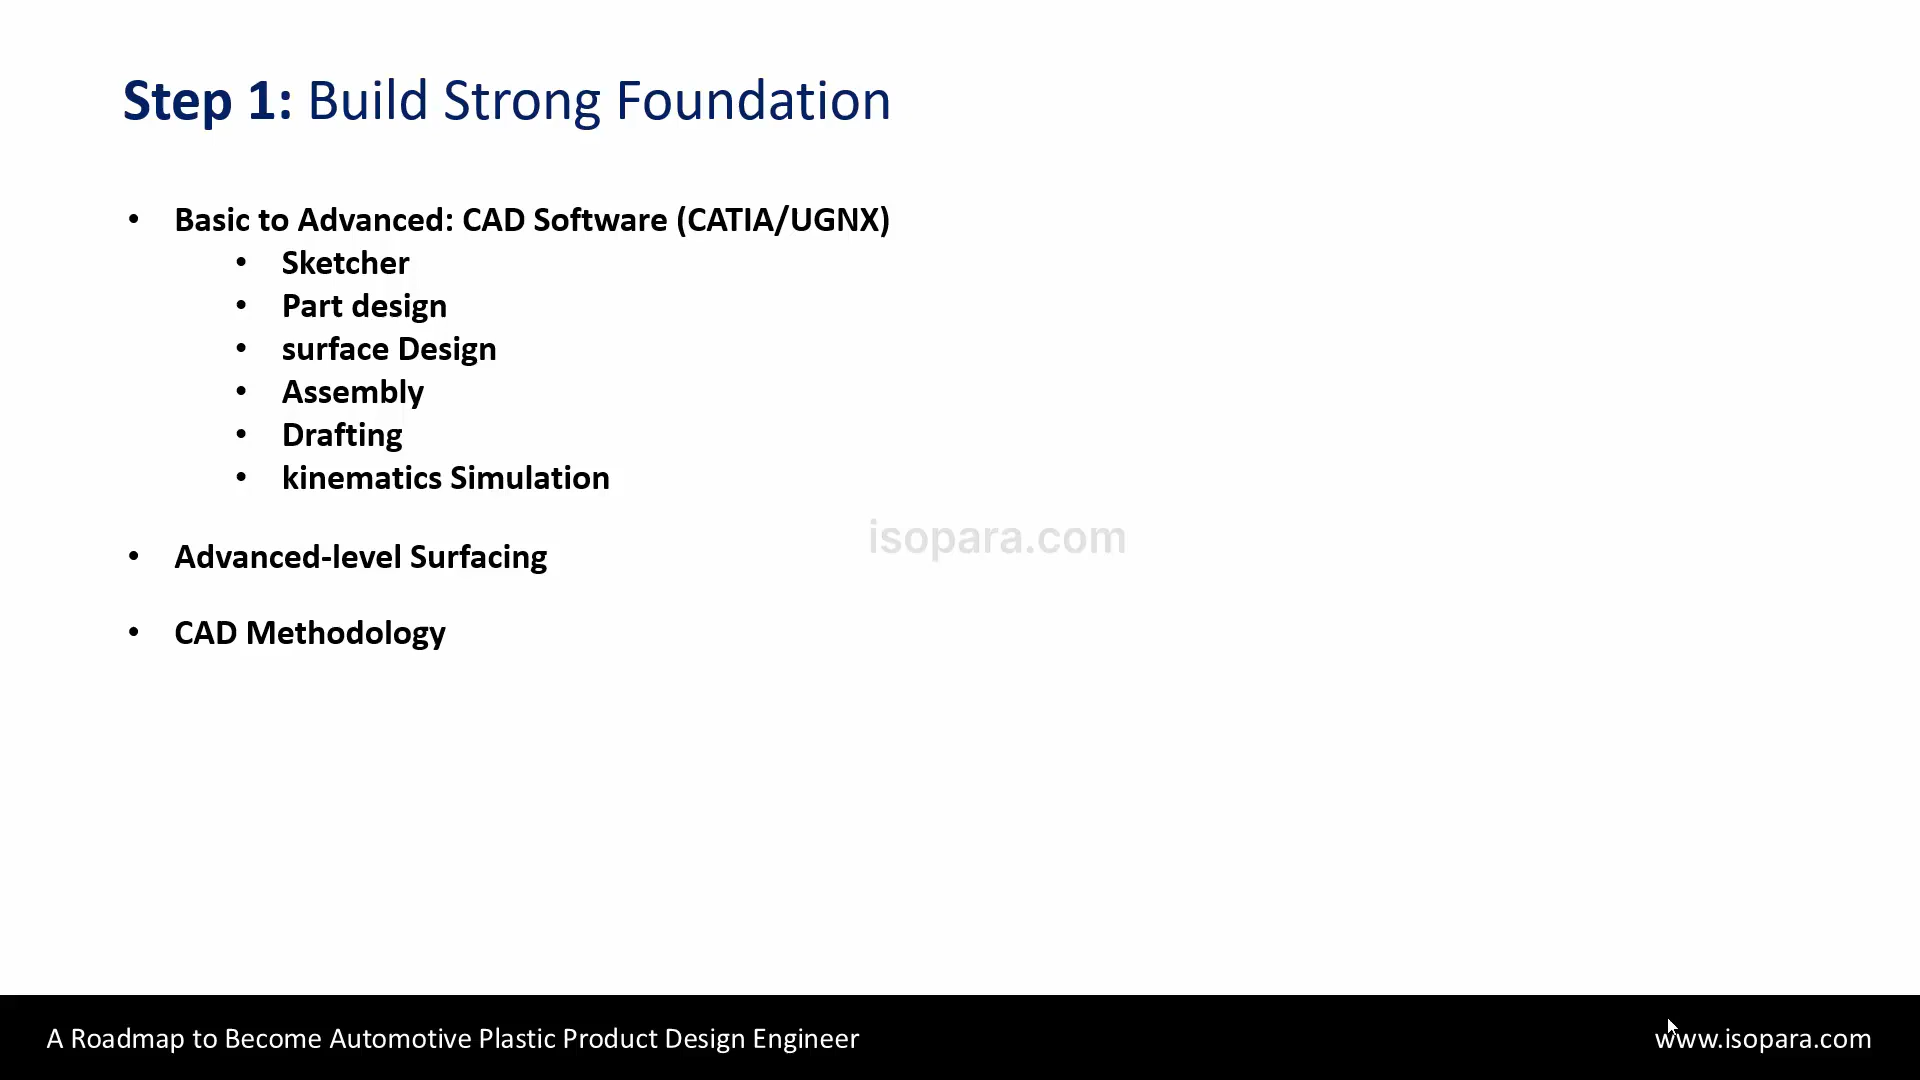 Step 1: Build Strong Foundation
• Basic to Advanced: CAD Software (CATIA/UGNX)
• Sketcher
• Part design
• surface Design
• Assembly
• Drafting
• kinematics Simulation
isopara.com
• Advanced-level Surfacing
• CAD Methodology
A Roadmap to Become Automotive Plastic Product Design Engineer
www.isopara.com